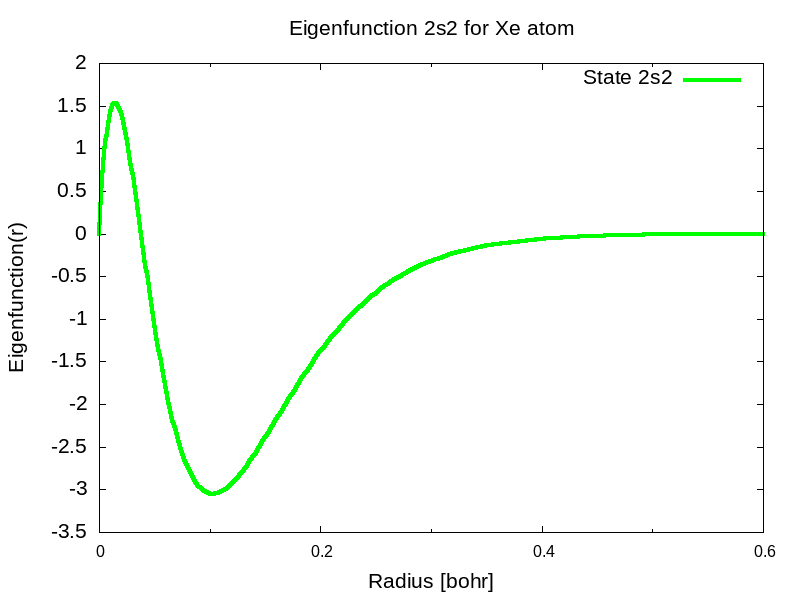 Eigenfunction 2s2 for Xe atom
State 2s2
2
1.5
1
0.5
0
-0.5
-1
-1.5
-2
-2.5
-3
-3.5
Eigenfunction(r)
0 0.2 0.4 0.6
Radius [bohr]